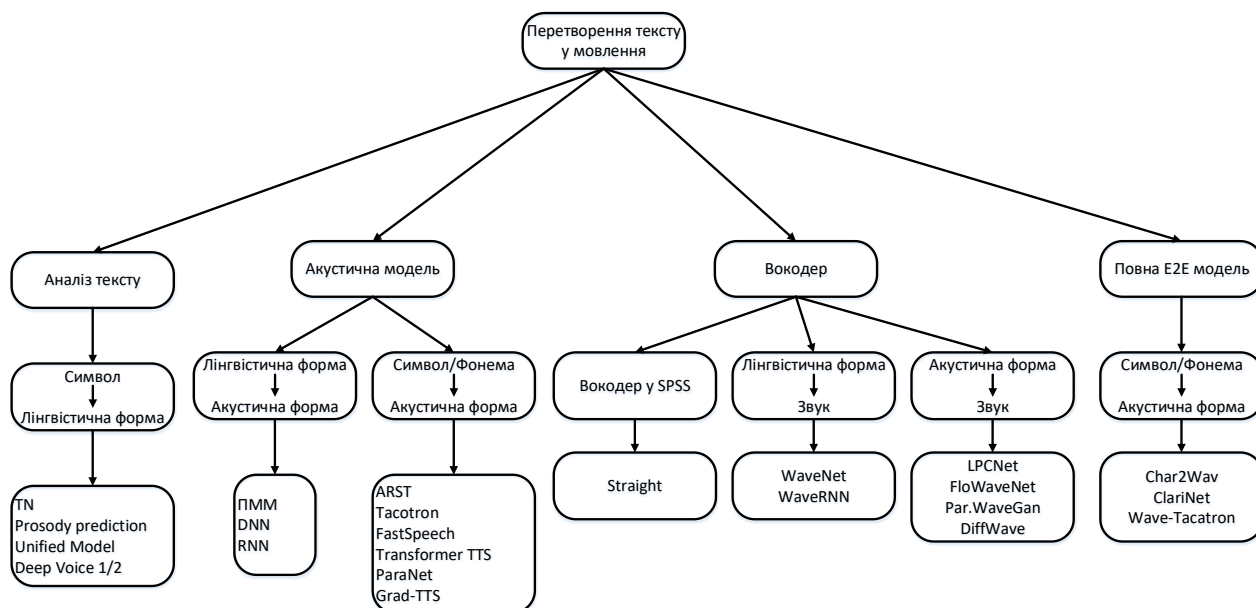 Перетворення тексту
у мовлення
Аналіз тексту
Акустична модель
Вокодер
Повна E2E модель
Символ
Лінгвістична форма
Лінгвістична форма
Акустична форма
Символ/Фонема
Акустична форма
Вокодер у SPSS
Лінгвістична форма
Звук
Акустична форма
Звук
Символ/Фонема
Акустична форма
TN
Prosody prediction
Unified Model
Deep Voice 1/2
ПММ
DNN
RNN
ARST
Tacotron
FastSpeech
Transformer TTS
ParaNet
Grad-TTS
Straight
WaveNet
WaveRNN
LPCNet
FloWaveNet
Par.WaveGan
DiffWave
Char2Wav
ClariNet
Wave-Tacatron